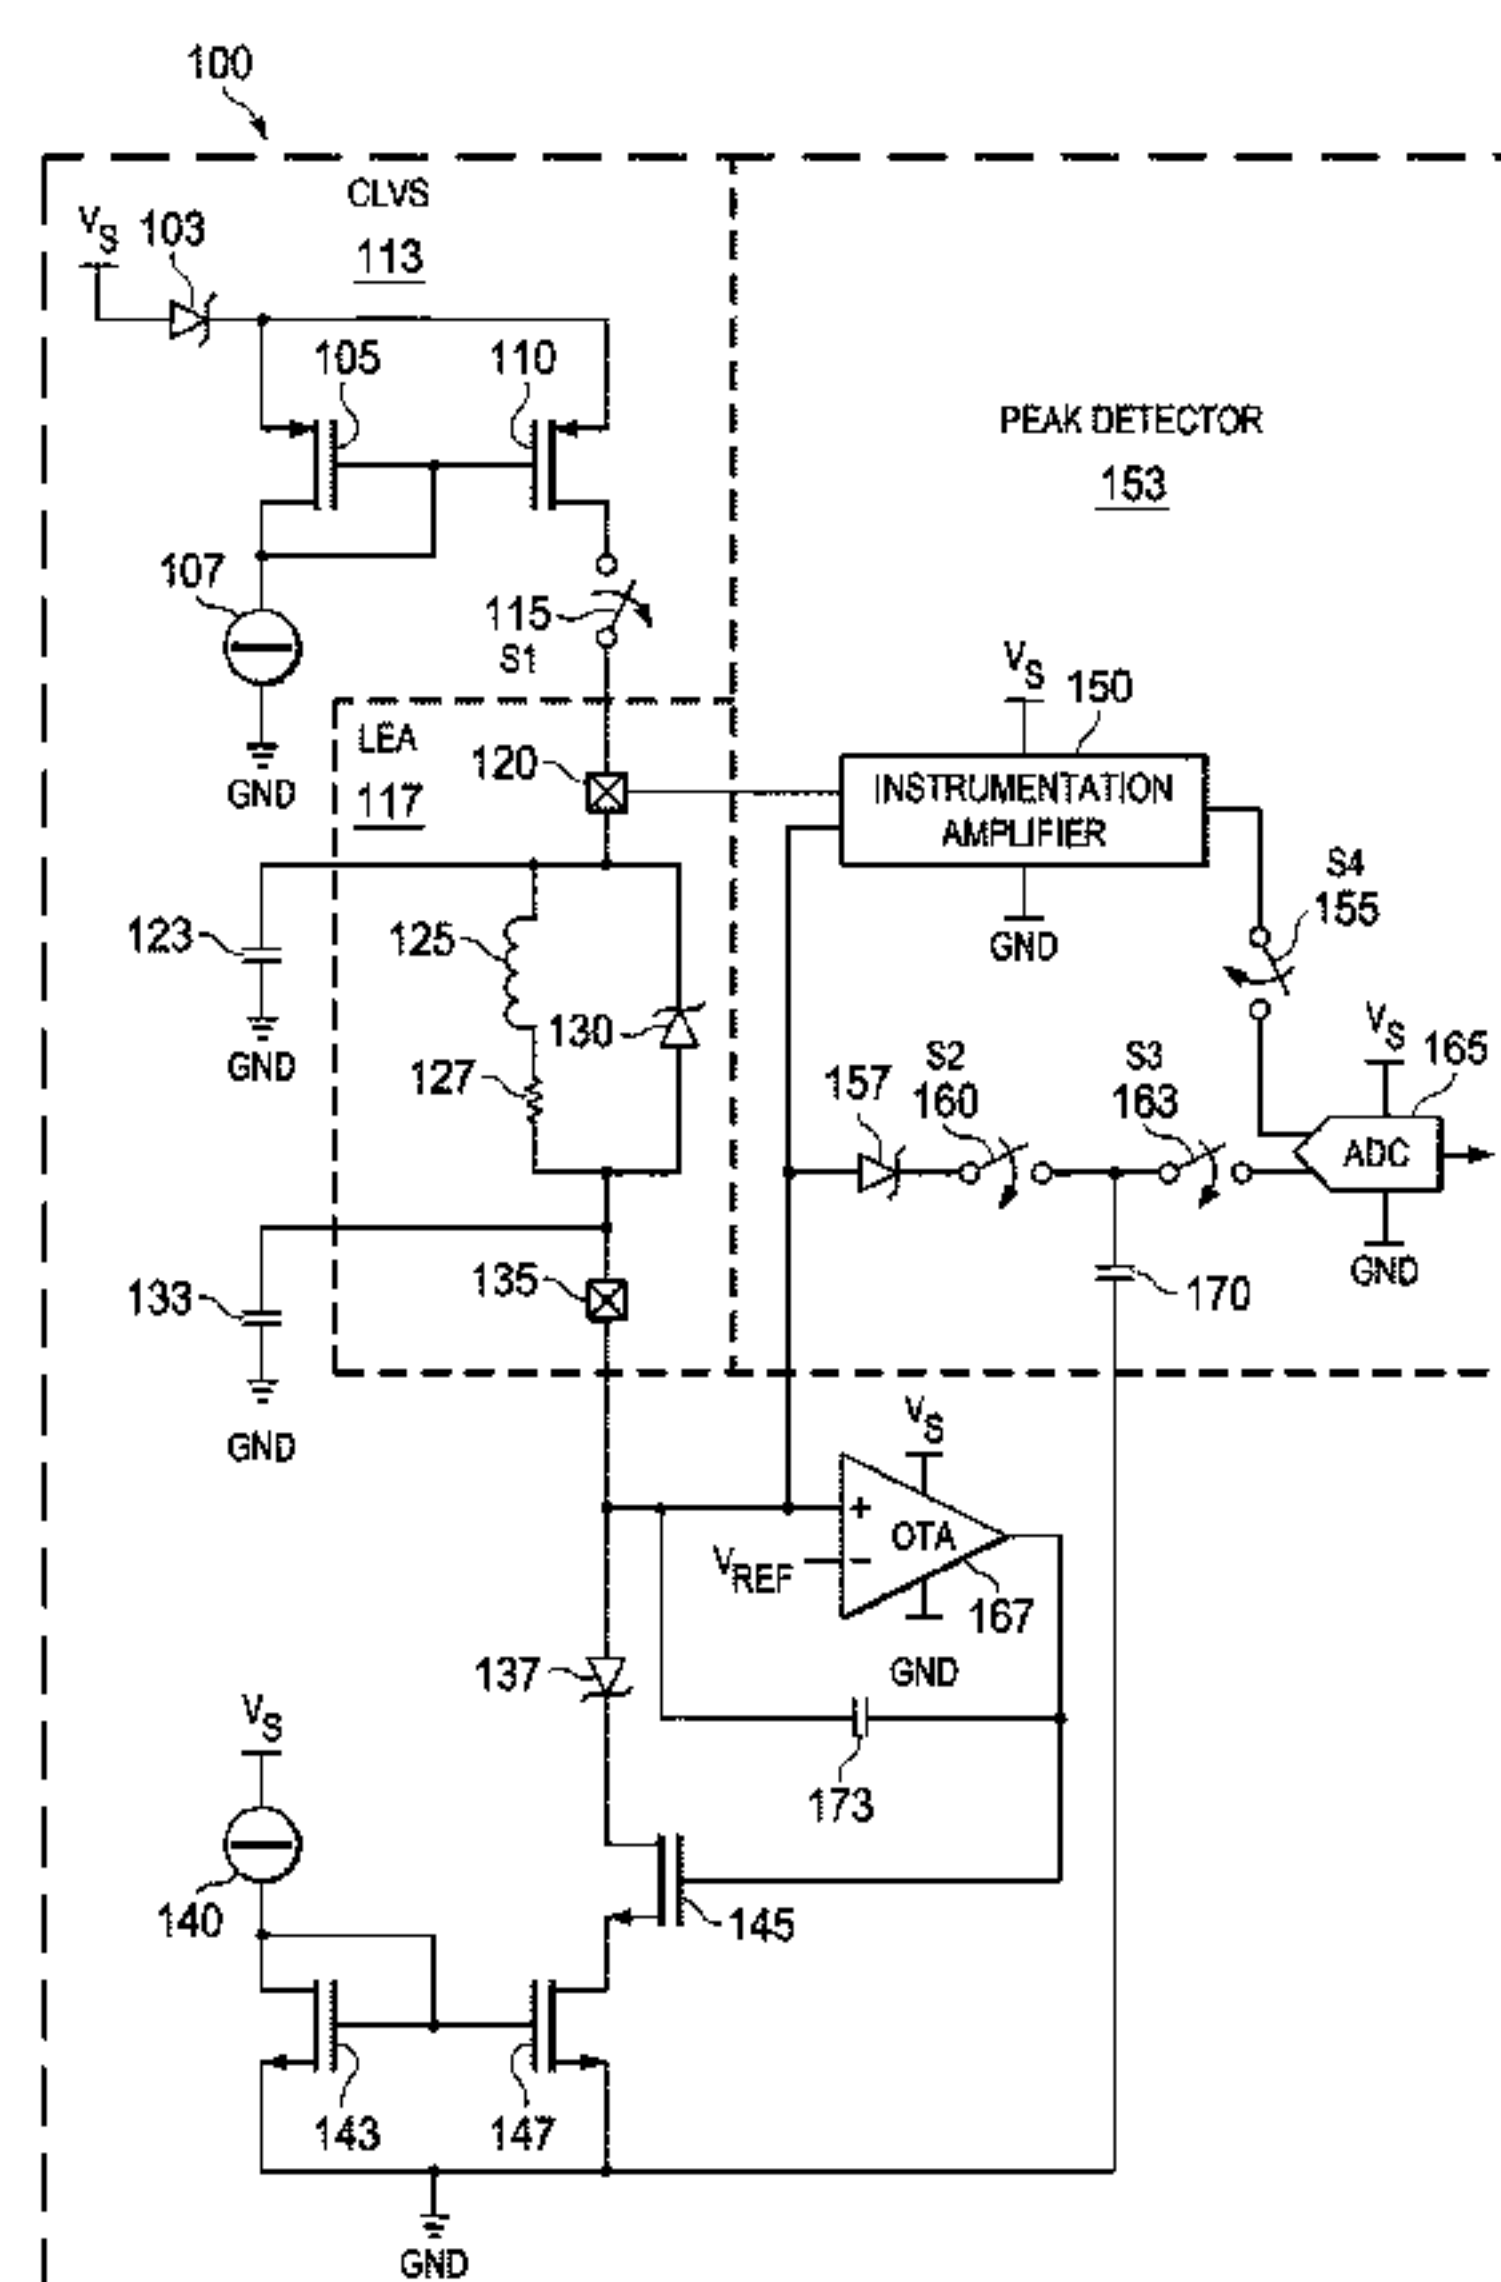 100
CLVS
113
VS
103
105
110
PEAK DETECTOR
153
107
115
S1
GND
LEA
117
120
VS
150
INSTRUMENTATION
AMPLIFIER
GND
S4
155
123
125
130
GND
127
157
S2
160
S3
163
VS
165
ADC
GND
133
135
170
GND
VS
+
OTA
VREF
−
167
GND
137
173
VS
140
145
143
147
GND